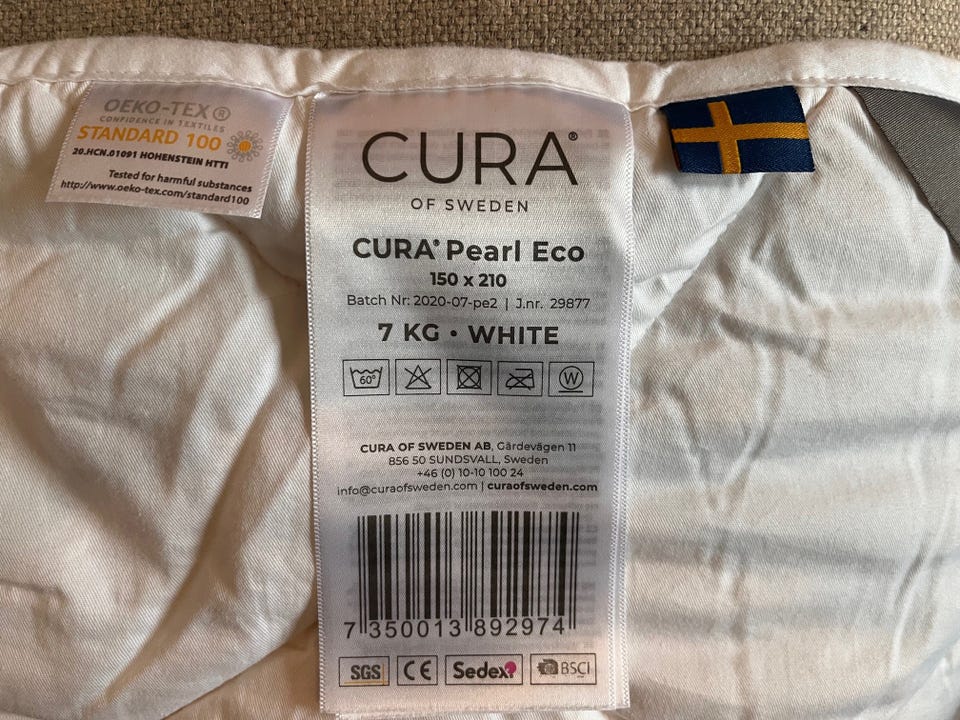 OEKO-TEX®
CONFIDENCE IN TEXTILES
STANDARD 100
20.HCN.01091 HOHENSTEIN HTTI
Tested for harmful substances
http://www.oeko-tex.com/standard100
CURA®
OF SWEDEN
CURA® Pearl Eco
150 x 210
Batch Nr: 2020-07-pe2 | J.nr. 29877
7 KG • WHITE
60° W
CURA OF SWEDEN AB, Gärdevägen 11
856 50 SUNDSVALL, Sweden
+46 (0) 10-10 100 24
info@curaofsweden.com | curaofsweden.com
7 350013 892974
SGS CE Sedex BSCI